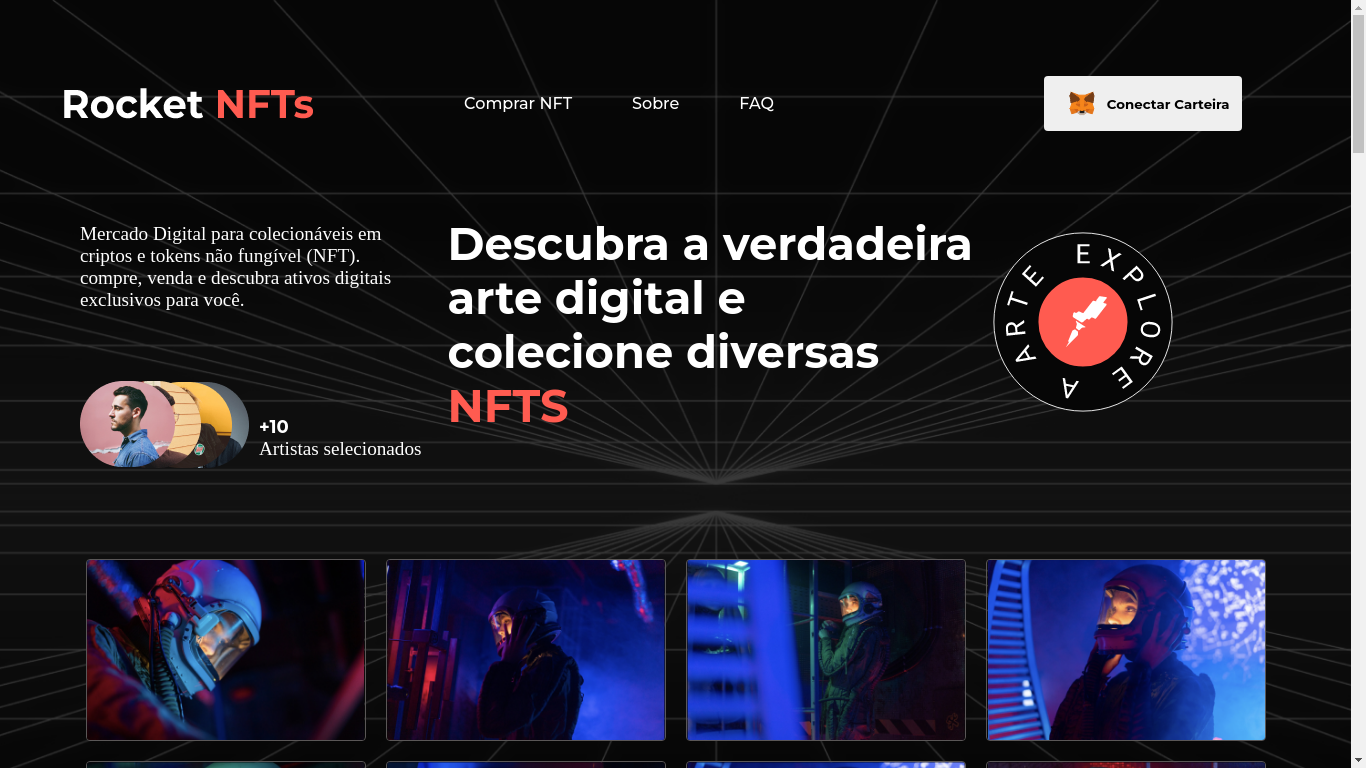 Rocket NFTs
Comprar NFT
Sobre
FAQ
Conectar Carteira
Mercado Digital para colecionáveis em
criptos e tokens não fungível (NFT).
compre, venda e descubra ativos digitais
exclusivos para você.
+10
Artistas selecionados
Descubra a verdadeira
arte digital e
colecione diversas
NFTS
EXPLORE A ARTE